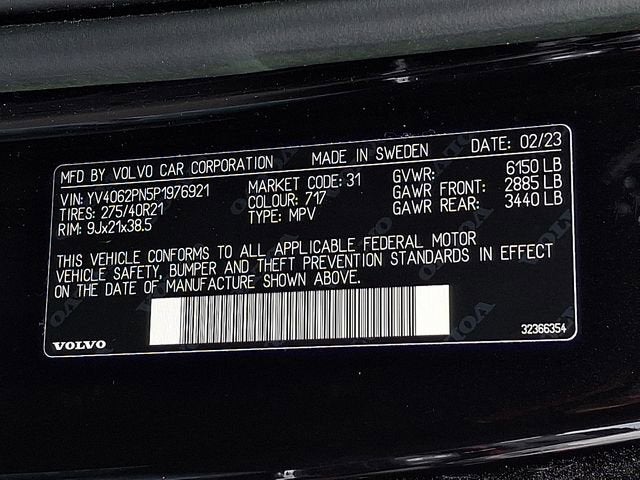 MFD BY VOLVO CAR CORPORATION MADE IN SWEDEN DATE: 02/23
VIN: YV4062PN5P1976921 MARKET CODE: 31 GVWR: 6150 LB
TIRES: 275/40R21 COLOUR: 717 GAWR FRONT: 2885 LB
RIM: 9Jx21x38.5 TYPE: MPV GAWR REAR: 3440 LB
THIS VEHICLE CONFORMS TO ALL APPLICABLE FEDERAL MOTOR
VEHICLE SAFETY, BUMPER AND THEFT PREVENTION STANDARDS IN EFFECT
ON THE DATE OF MANUFACTURE SHOWN ABOVE.
VOLVO 32366354